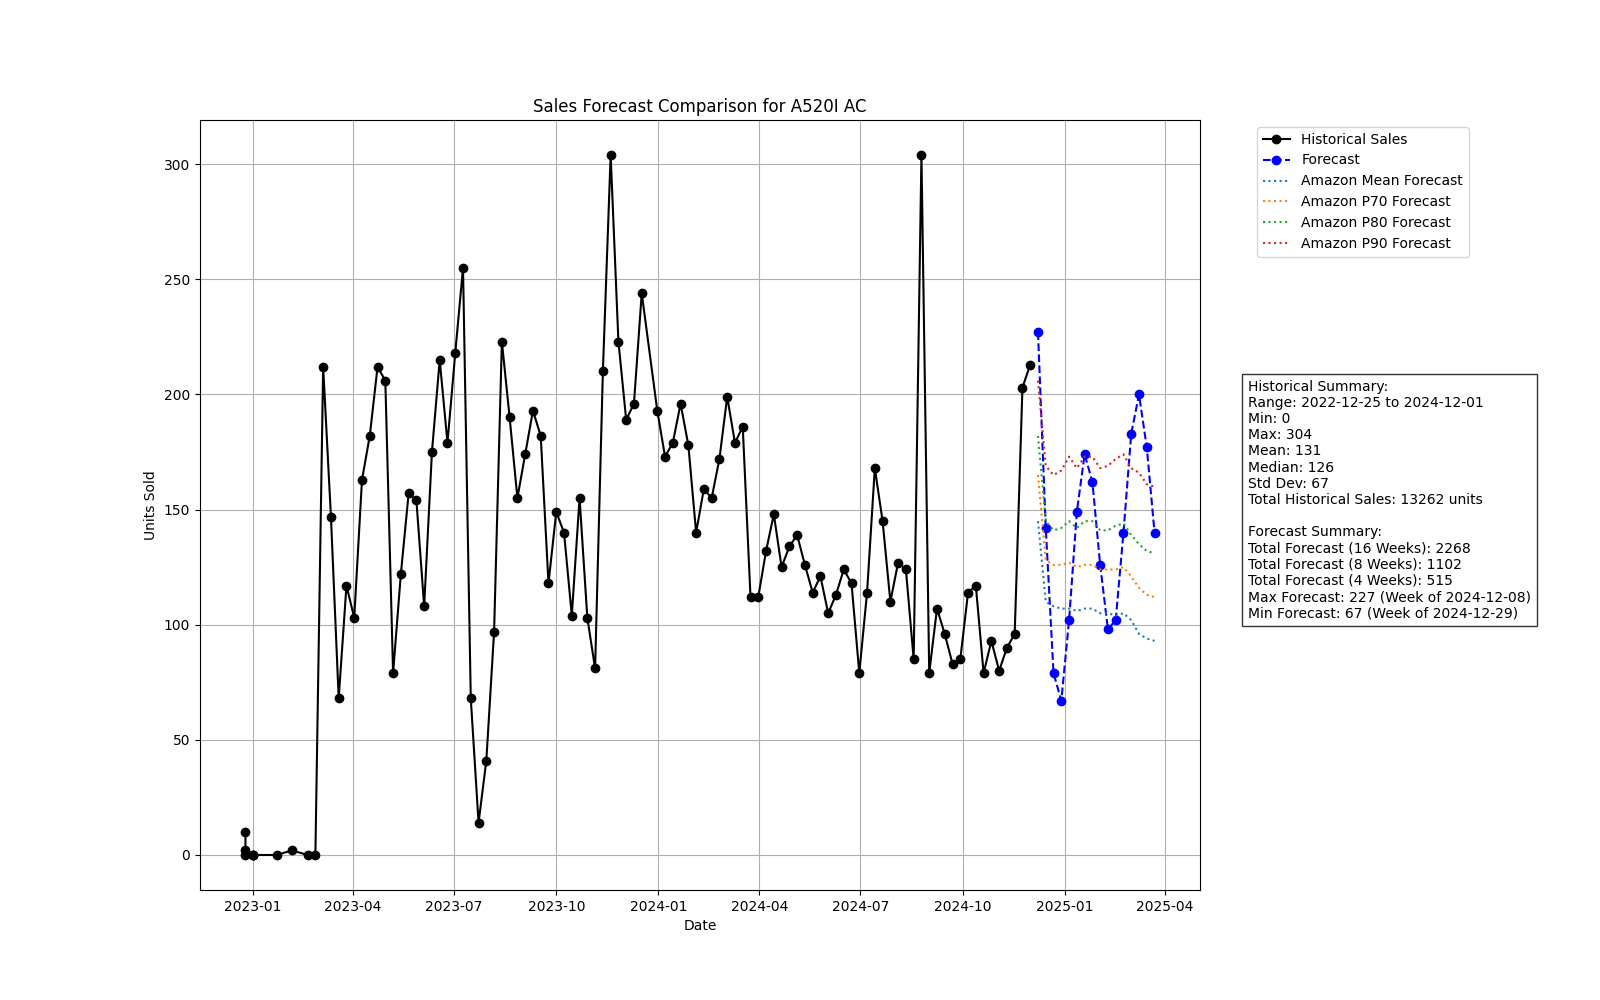 Sales Forecast Comparison for A520I AC
Units Sold
300
250
200
150
100
50
0
2023-01
2023-04
2023-07
2023-10
2024-01
2024-04
2024-07
2024-10
2025-01
2025-04
Date
Historical Sales
Forecast
Amazon Mean Forecast
Amazon P70 Forecast
Amazon P80 Forecast
Amazon P90 Forecast
Historical Summary:
Range: 2022-12-25 to 2024-12-01
Min: 0
Max: 304
Mean: 131
Median: 126
Std Dev: 67
Total Historical Sales: 13262 units
Forecast Summary:
Total Forecast (16 Weeks): 2268
Total Forecast (8 Weeks): 1102
Total Forecast (4 Weeks): 515
Max Forecast: 227 (Week of 2024-12-08)
Min Forecast: 67 (Week of 2024-12-29)